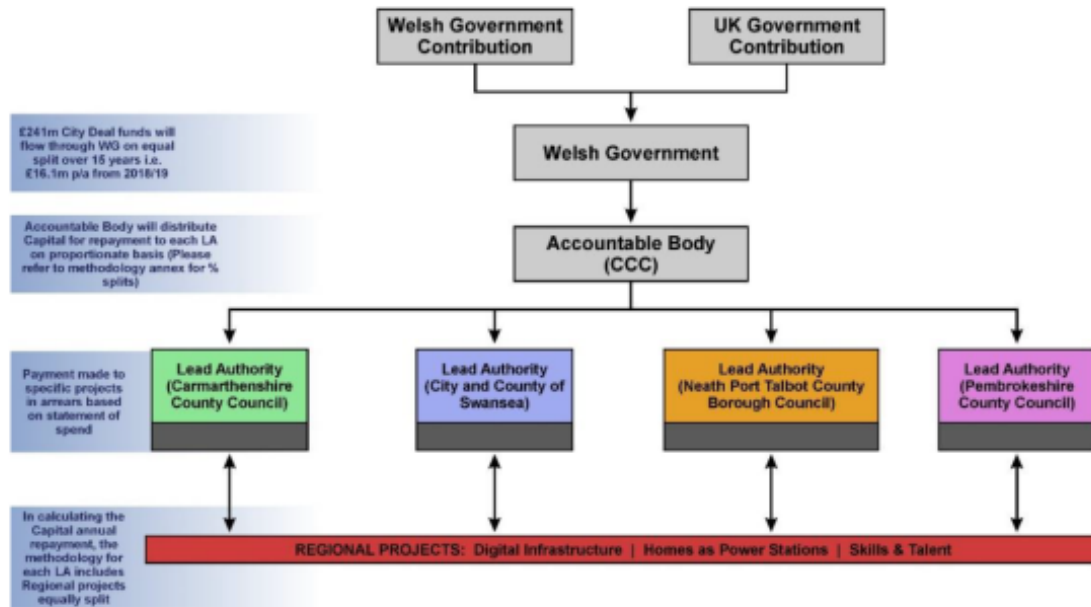 Welsh Government
Contribution
UK Government
Contribution
£241m City Deal funds will
flow through WG on equal
split over 15 years i.e.
£16.1m p/a from 2018/19
Welsh Government
Accountable Body will distribute
Capital for repayment to each LA
on proportionate basis (Please
refer to methodology annex for %
splits)
Accountable Body
(CCC)
Payment made to
specific projects
in arrears based
on statement of
spend
Lead Authority
(Carmarthenshire
County Council)
Lead Authority
(City and County of
Swansea)
Lead Authority
(Neath Port Talbot County
Borough Council)
Lead Authority
(Pembrokeshire
County Council)
In calculating the
Capital annual
repayment, the
methodology for
each LA includes
Regional projects
equally split
REGIONAL PROJECTS: Digital Infrastructure | Homes as Power Stations | Skills & Talent